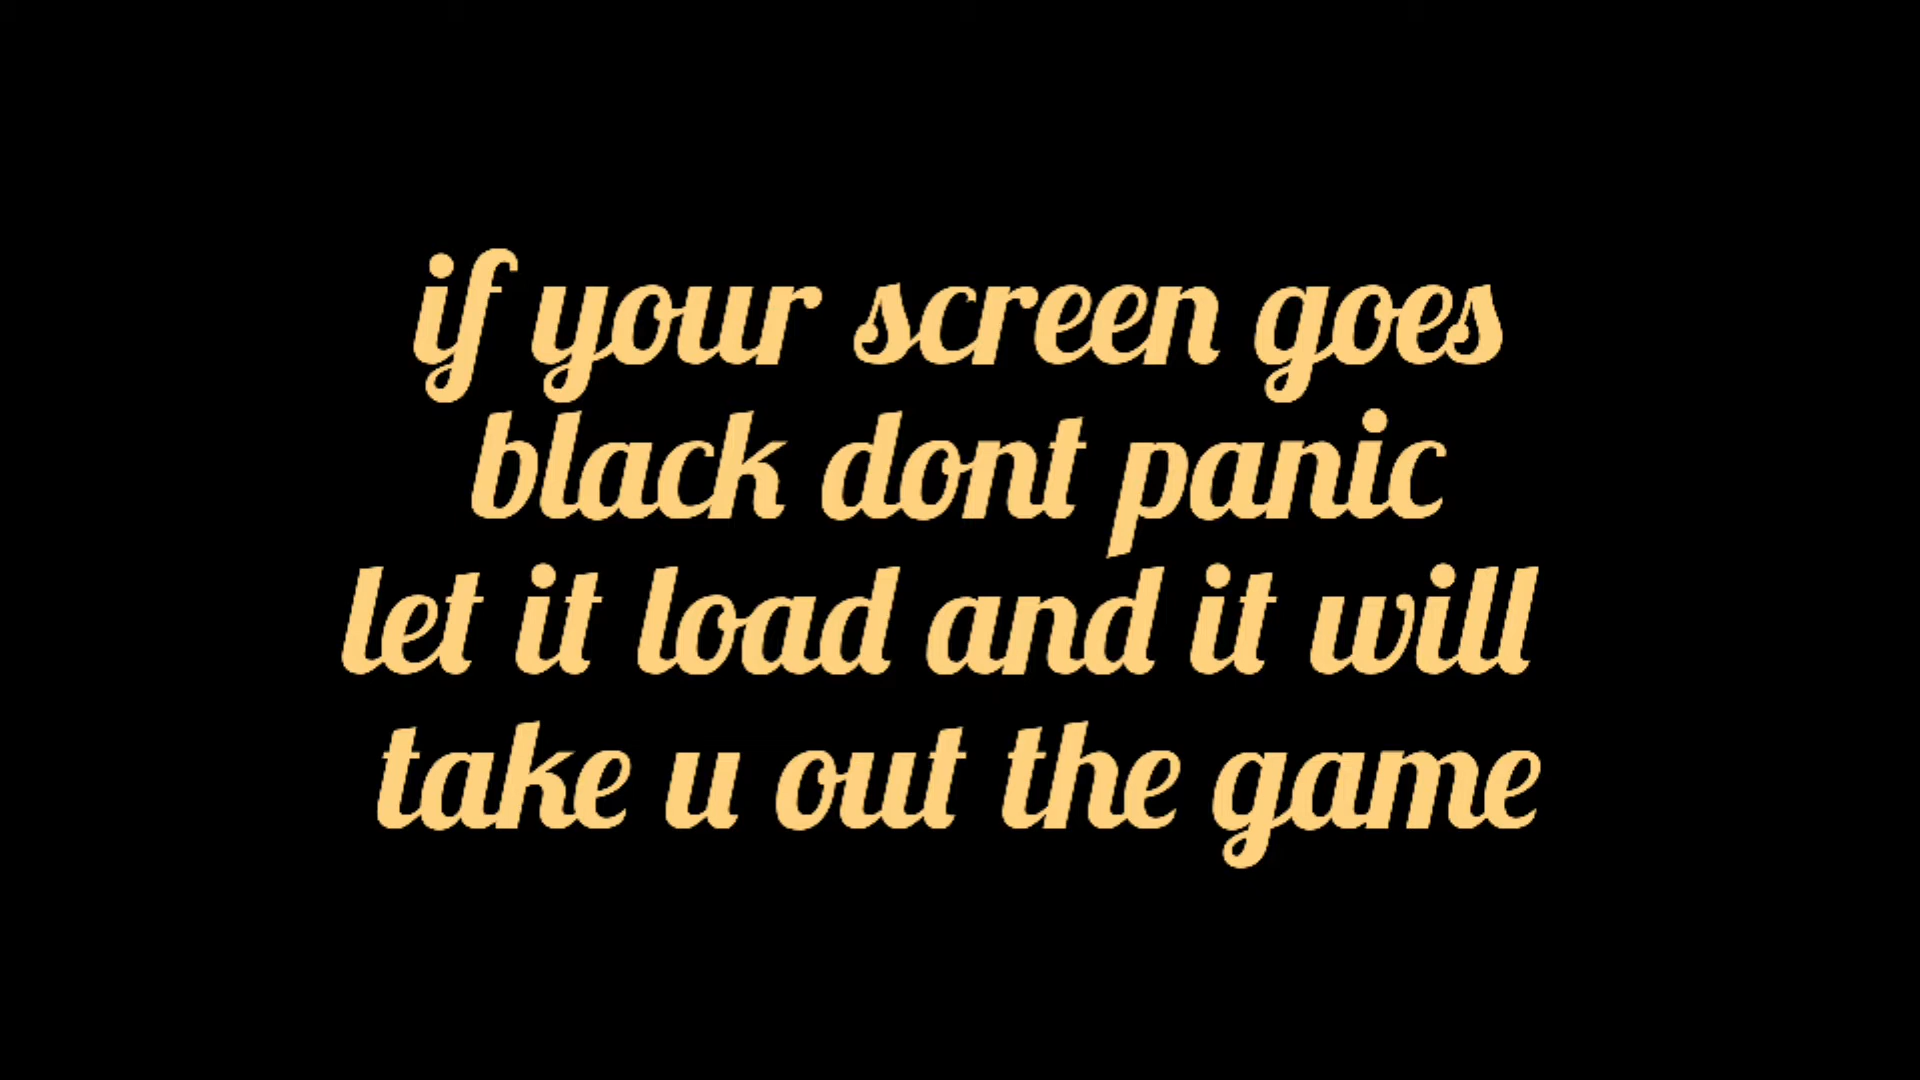 if your screen goes
black dont panic
let it load and it will
take u out the game